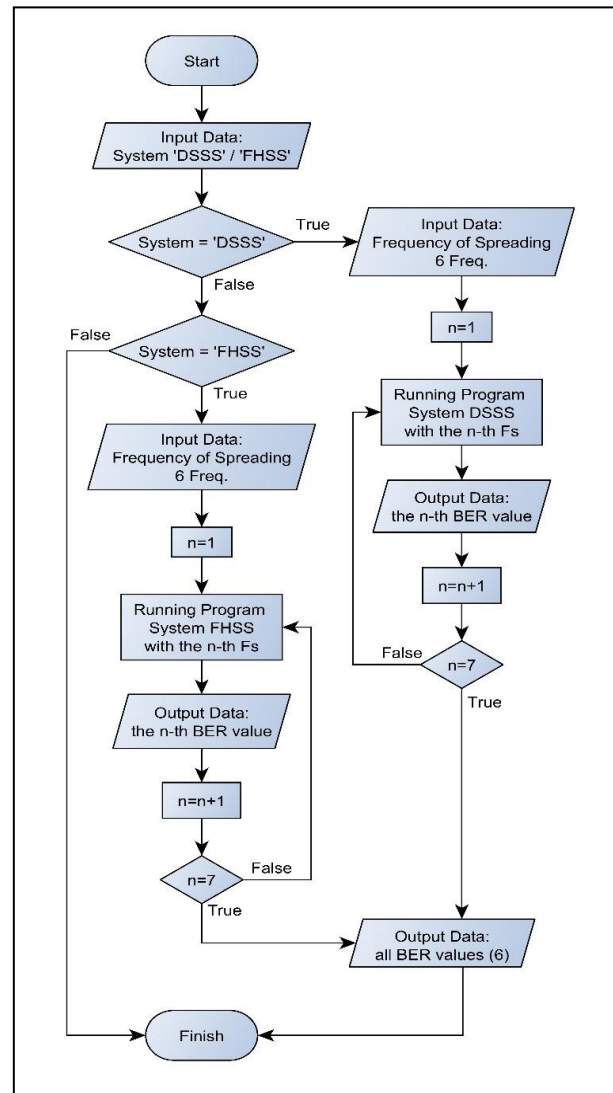 Start
Input Data:
System 'DSSS' / 'FHSS'
System = 'DSSS'
True
False
Input Data:
Frequency of Spreading
6 Freq.
n=1
Running Program
System DSSS
with the n-th Fs
Output Data:
the n-th BER value
n=n+1
n=7
False
True
System = 'FHSS'
False
True
Input Data:
Frequency of Spreading
6 Freq.
n=1
Running Program
System FHSS
with the n-th Fs
Output Data:
the n-th BER value
n=n+1
n=7
False
True
Output Data:
all BER values (6)
Finish